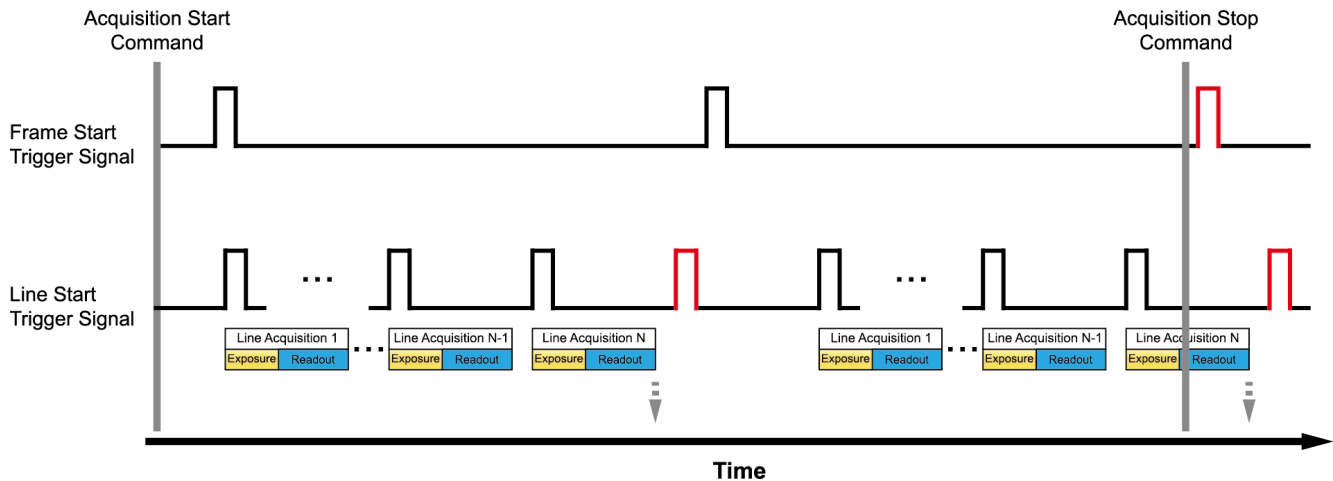 Acquisition Start
Command
Acquisition Stop
Command
Frame Start
Trigger Signal
...
...
Line Start
Trigger Signal
Line Acquisition 1
Line Acquisition N-1
Line Acquisition N
Line Acquisition 1
Line Acquisition N-1
Line Acquisition N
Exposure Readout
...
Exposure Readout
Exposure Readout
Exposure Readout
...
Exposure Readout
Exposure Readout
Time